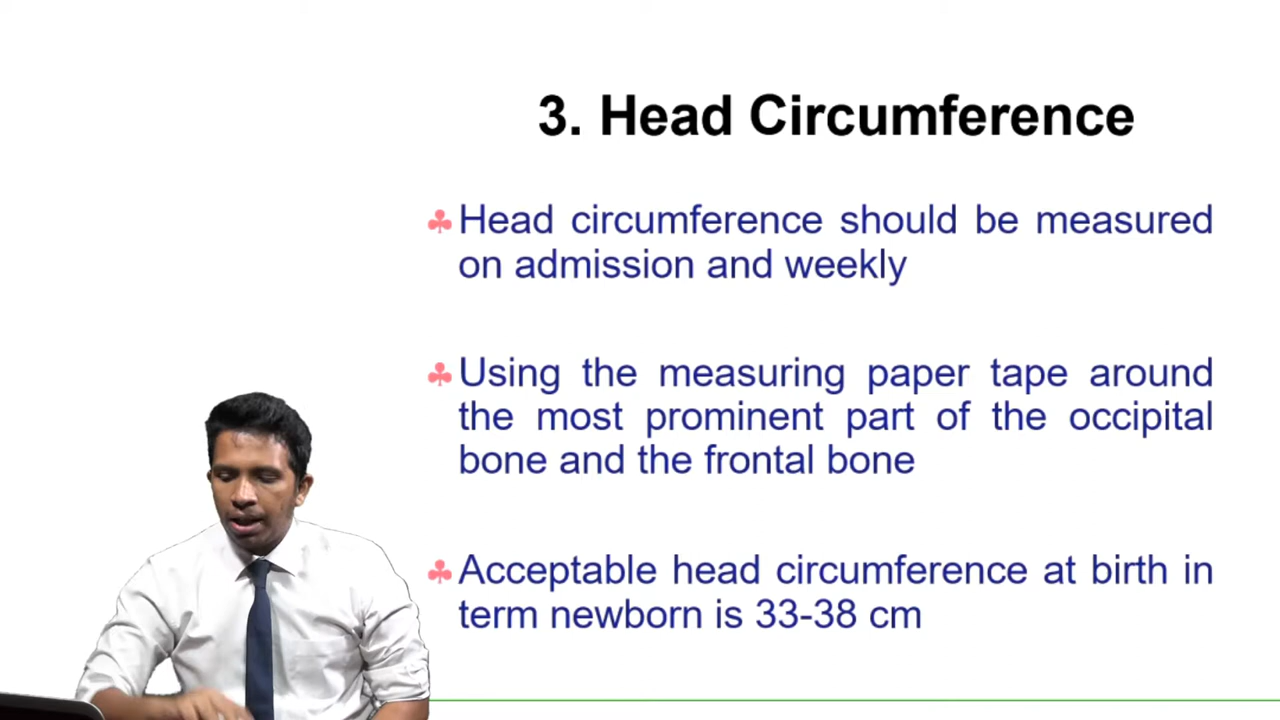 3. Head Circumference
Head circumference should be measured
on admission and weekly
Using the measuring paper tape around
the most prominent part of the occipital
bone and the frontal bone
Acceptable head circumference at birth in
term newborn is 33-38 cm